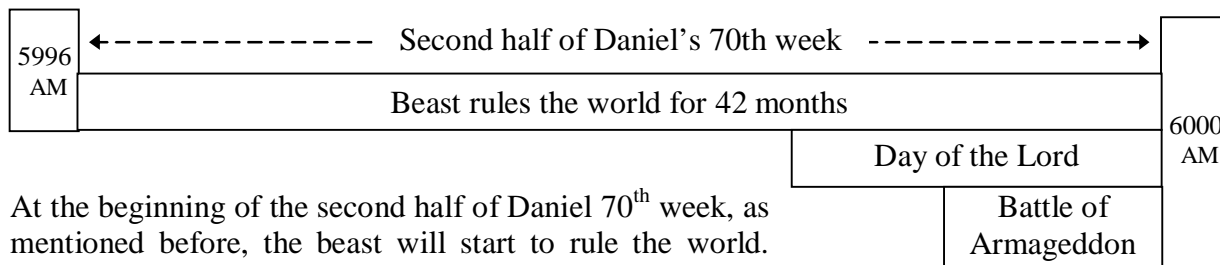 5996
AM
Second half of Daniel's 70th week
Beast rules the world for 42 months
6000
AM
Day of the Lord
Battle of
Armageddon
At the beginning of the second half of Daniel 70th week, as
mentioned before, the beast will start to rule the world.